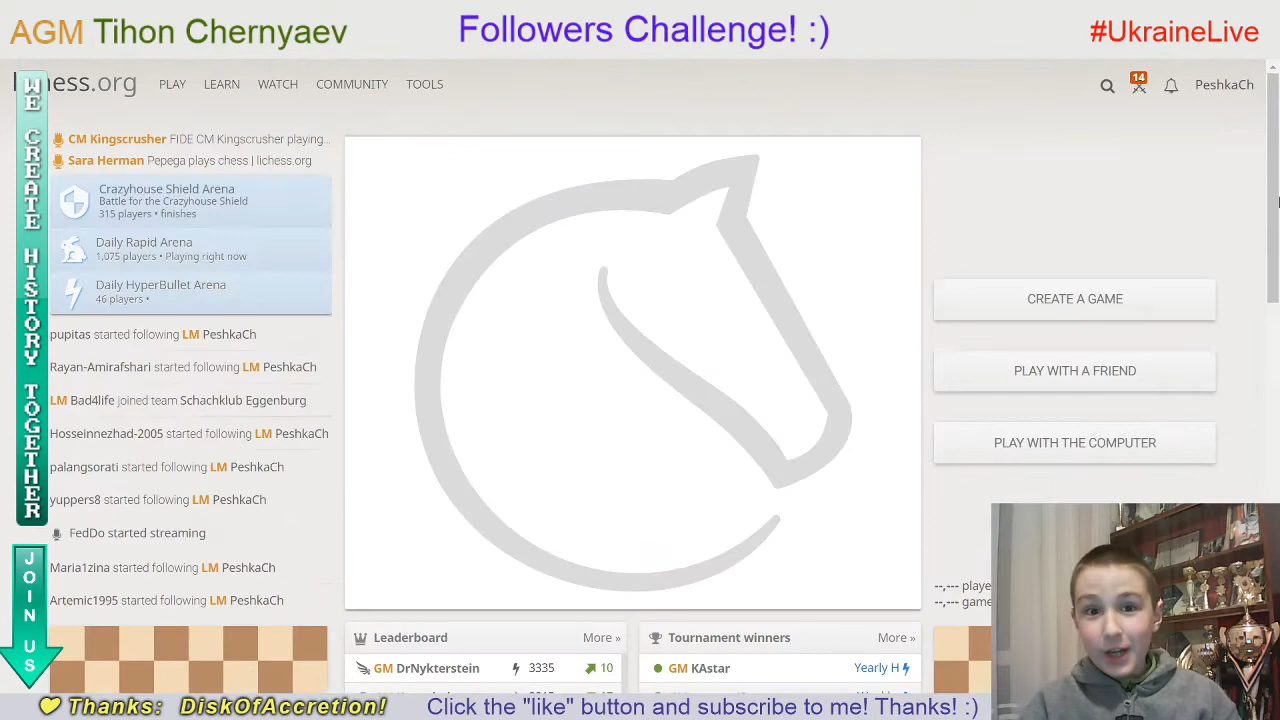 AGM Tihon Chernyaev
Followers Challenge! :)
#UkraineLive
hess.org
PLAY
LEARN
WATCH
COMMUNITY
TOOLS
14
PeshkaCh
WE CREATE HISTORY TOGETHER
JOIN US
CM Kingscrusher FIDE CM Kingscrusher playing...
Sara Herman Pepega plays chess | lichess.org
Crazyhouse Shield Arena
Battle for the Crazyhouse Shield
315 players • finishes
Daily Rapid Arena
1,075 players • Playing right now
Daily HyperBullet Arena
46 players •
pupitas started following LM PeshkaCh
Rayan-Amirafshari started following LM PeshkaCh
LM Bad4life joined team Schachklub Eggenburg
Hosseinnezhad-2005 started following LM PeshkaCh
palangsorati started following LM PeshkaCh
yuppers8 started following LM PeshkaCh
FedDo started streaming
Maria1zina started following LM PeshkaCh
Artemic1995 started following LM PeshkaCh
CREATE A GAME
PLAY WITH A FRIEND
PLAY WITH THE COMPUTER
--,--- playe
--,--- game
Leaderboard
More »
GM DrNykterstein 3335 10
Tournament winners
More »
GM KAstar Yearly H
Thanks: DiskOfAccretion!
Click the "like" button and subscribe to me! Thanks! :)